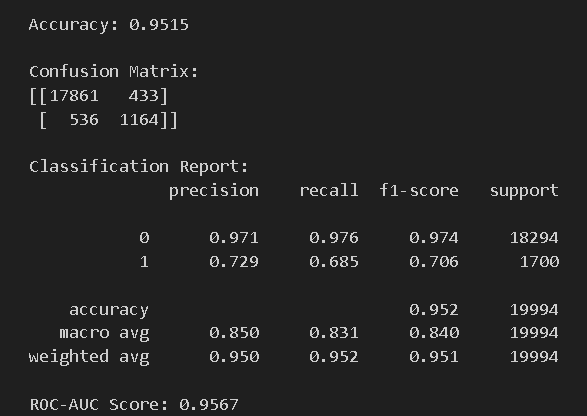 Accuracy: 0.9515
Confusion Matrix:
[[17861   433]
 [  536  1164]]
Classification Report:
              precision    recall  f1-score   support
           0      0.971     0.976     0.974     18294
           1      0.729     0.685     0.706      1700
    accuracy                          0.952     19994
   macro avg      0.850     0.831     0.840     19994
weighted avg      0.950     0.952     0.951     19994
ROC-AUC Score: 0.9567